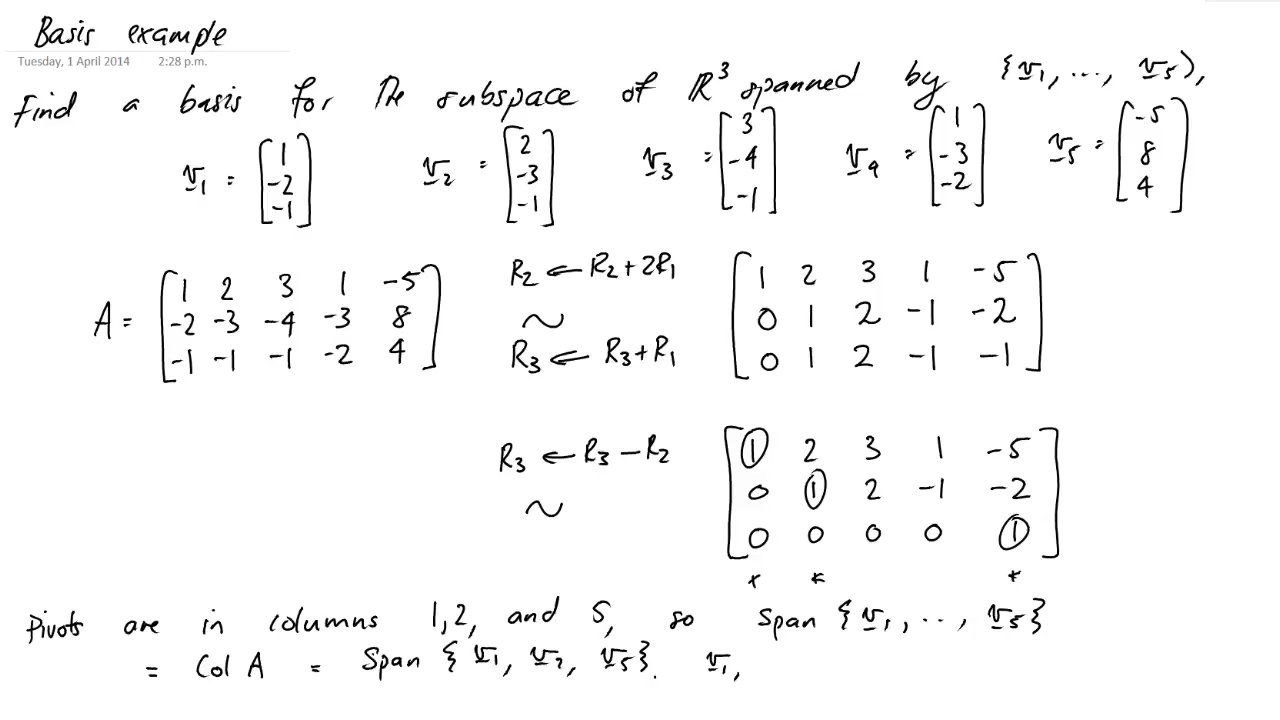 Basis example
Tuesday, 1 April 2014 2:28 p.m.
Find a basis for the subspace of ℝ³ spanned by {v₁, ..., v₅},
v₁ = [1 -2 -1] v₂ = [2 -3 -1] v₃ = [3 -4 -1] v₄ = [1 -3 -2] v₅ = [-5 8 4]
A = [1 2 3 1 -5 R₂ ← R₂+2R₁ [1 2 3 1 -5
-2 -3 -4 -3 8 ~ 0 1 2 -1 -2
-1 -1 -1 -2 4] R₃ ← R₃+R₁ 0 1 2 -1 -1]
R₃ ← R₃ - R₂ [1 2 3 1 -5
~ 0 1 2 -1 -2
0 0 0 0 1]
* * *
Pivots are in columns 1, 2, and 5, so Span {v₁, ..., v₅}
= Col A = Span {v₁, v₂, v₅}. v₁,